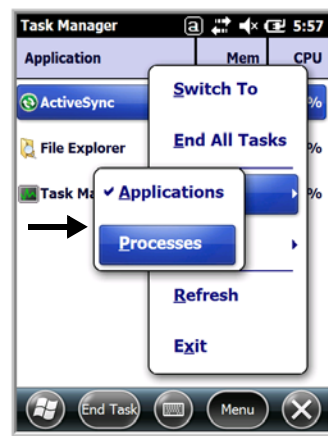 Task Manager a 5:57
Application Mem CPU
ActiveSync %
File Explorer %
Task Ma %
Switch To
End All Tasks
Applications
Processes
Refresh
Exit
End Task Menu